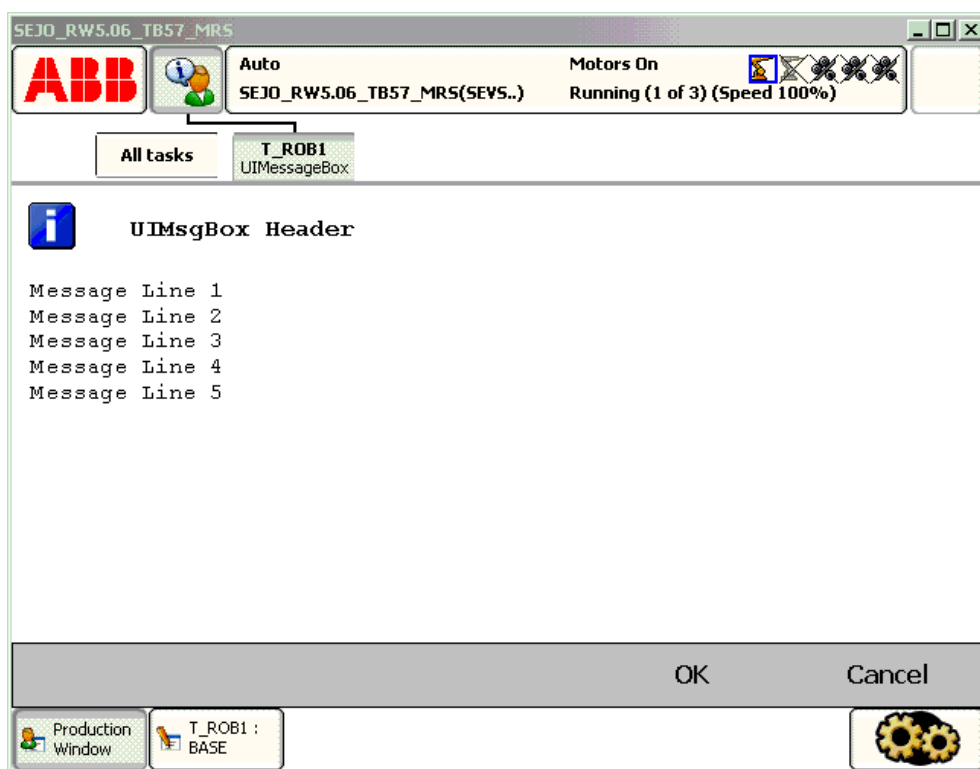 SEJO_RW5.06_TB57_MRS
ABB
Auto
Motors On
SEJO_RW5.06_TB57_MRS(SEVS..)
Running (1 of 3) (Speed 100%)
All tasks
T_ROB1
UIMessageBox
i
UIMsgBox Header
Message Line 1
Message Line 2
Message Line 3
Message Line 4
Message Line 5
OK
Cancel
Production
Window
T_ROB1 :
BASE